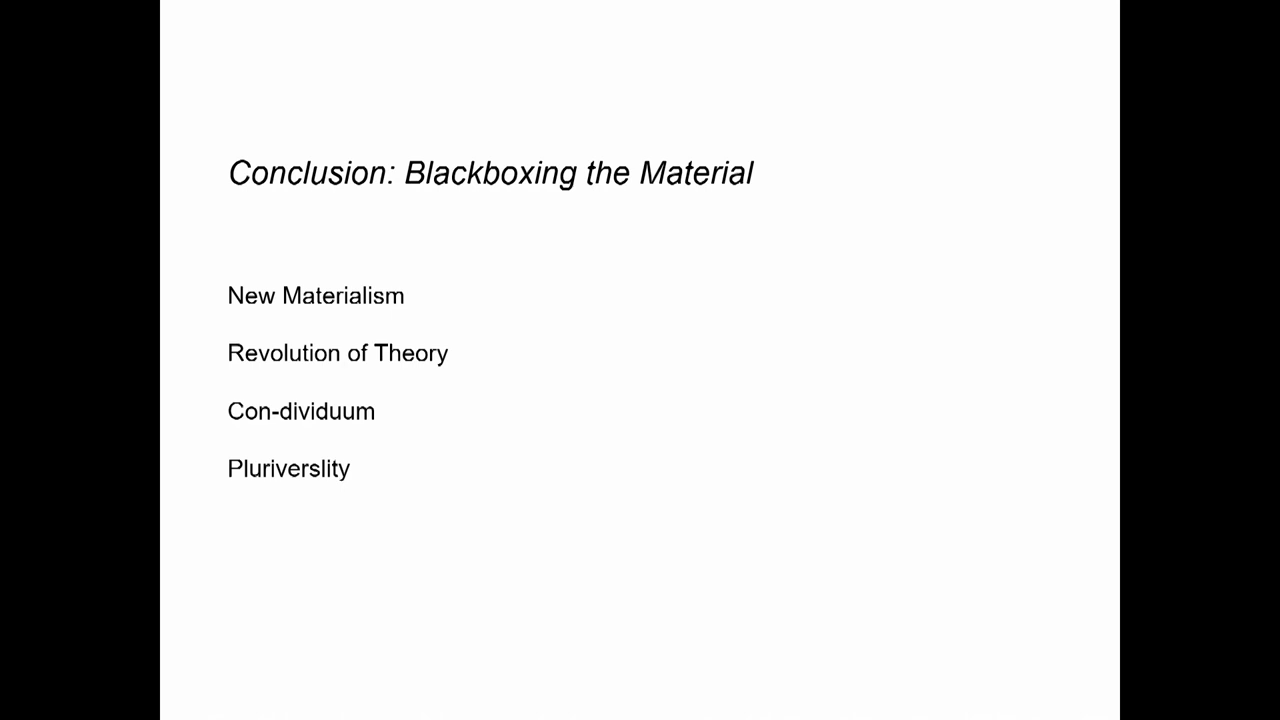 Conclusion: Blackboxing the Material
New Materialism
Revolution of Theory
Con-dividuum
Pluriverslity